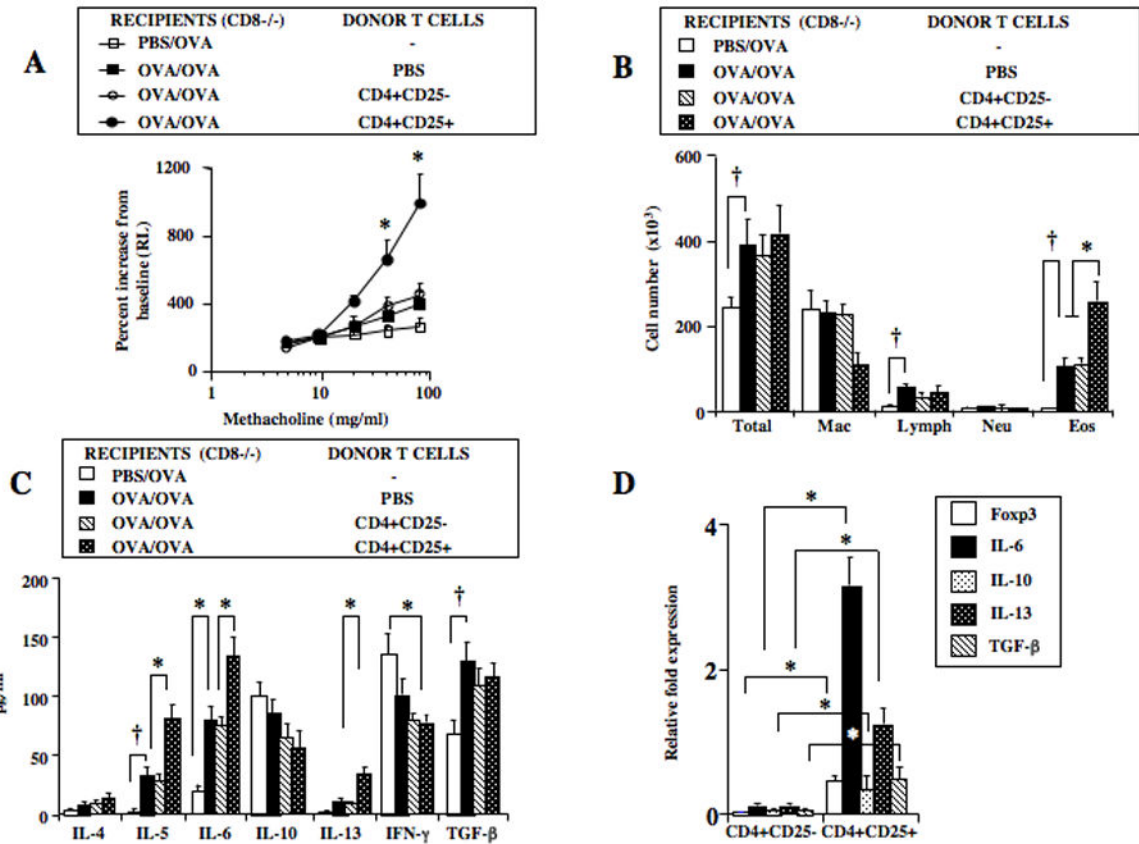 A
RECIPIENTS (CD8-/-) DONOR T CELLS
PBS/OVA -
OVA/OVA PBS
OVA/OVA CD4+CD25-
OVA/OVA CD4+CD25+
Percent increase from
baseline (RL)
1200
800
400
0
* *
1 10 100
Methacholine (mg/ml)
B
RECIPIENTS (CD8-/-) DONOR T CELLS
PBS/OVA -
OVA/OVA PBS
OVA/OVA CD4+CD25-
OVA/OVA CD4+CD25+
Cell number (x10³)
600
400
200
0
† † † *
Total Mac Lymph Neu Eos
C
RECIPIENTS (CD8-/-) DONOR T CELLS
PBS/OVA -
OVA/OVA PBS
OVA/OVA CD4+CD25-
OVA/OVA CD4+CD25+
200
150
100
50
0
† * * * * * †
IL-4 IL-5 IL-6 IL-10 IL-13 IFN-γ TGF-β
D
Foxp3
IL-6
IL-10
IL-13
TGF-β
Relative fold expression
4
2
0
*
*
*
*
*
CD4+CD25- CD4+CD25+